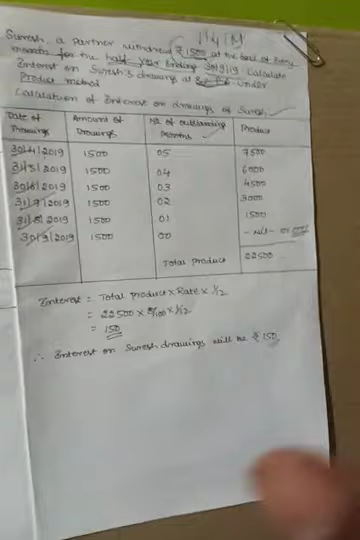 1141M
Suresh, a partner withdrew ₹1500 at the end of Every
month for the half year Ending 30/9/19 calculate
Interest on Suresh's drawings at Under
Product method
Calculation of Interest on drawings of Suresh
Date of Drawings Amount of Drawings No. of outstanding Months Product
30/4/2019 1500 05 7500
31/5/2019 1500 04 6000
30/6/2019 1500 03 4500
31/7/2019 1500 02 3000
31/8/2019 1500 01 1500
30/9/2019 1500 00 - Nil -
Total Product 22500
Interest = Total product x Rate x 1/12
= 22500 x 8/100 x 1/12
= 150
∴ Interest on Suresh drawings will be ₹ 150